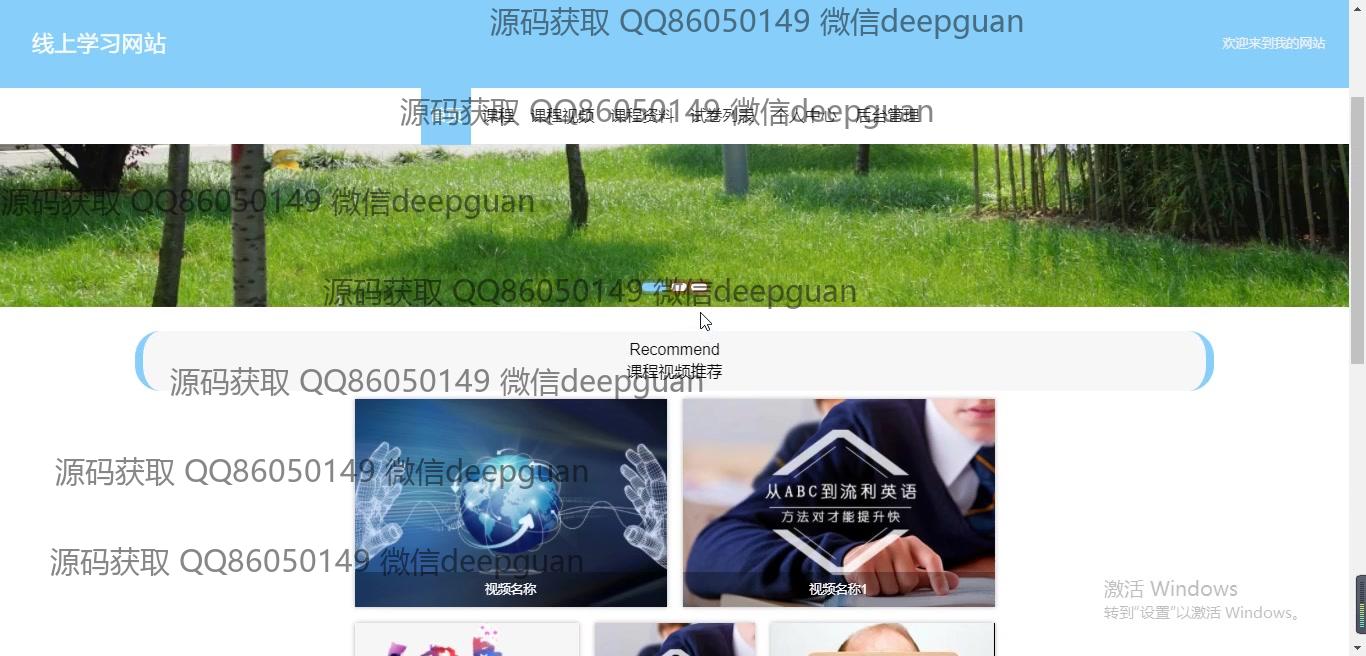 源码获取 QQ86050149 微信deepguan
线上学习网站
欢迎来到我的网站
源码获取 QQ86050149 微信deepguan
课程 课程视频 课程资料 试卷列表 个人中心 后台管理
源码获取 QQ86050149 微信deepguan
源码获取 QQ86050149 微信deepguan
Recommend
课程视频推荐
源码获取 QQ86050149 微信deepguan
源码获取 QQ86050149 微信deepguan
从ABC到流利英语
方法对才能提升快
源码获取 QQ86050149 微信deepguan
视频名称
视频名称1
激活 Windows
转到"设置"以激活 Windows。